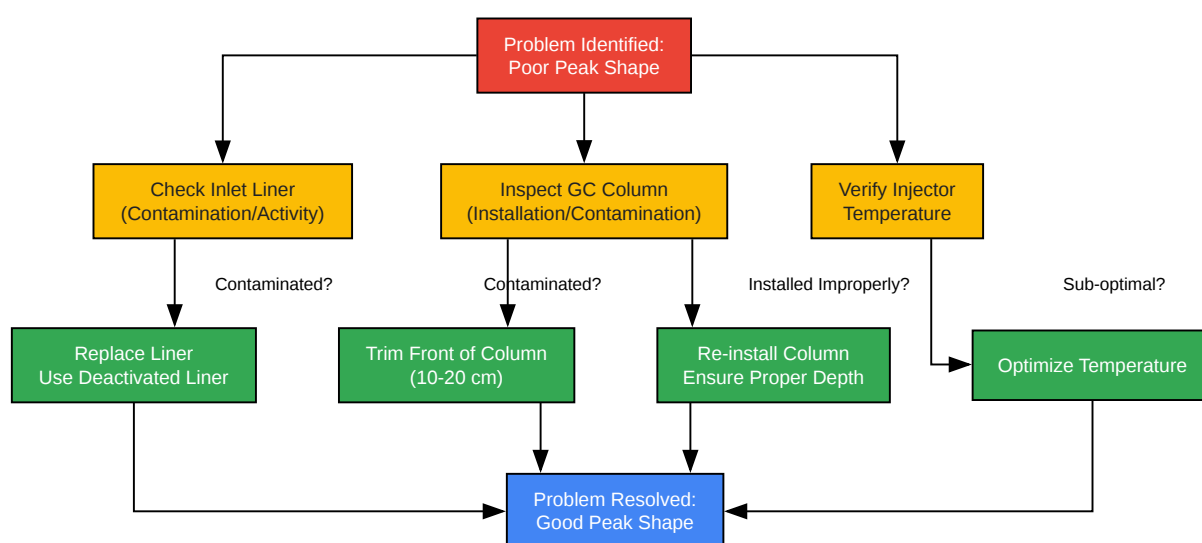 Problem Identified:
Poor Peak Shape
Check Inlet Liner
(Contamination/Activity)
Inspect GC Column
(Installation/Contamination)
Verify Injector
Temperature
Contaminated?
Contaminated?
Installed Improperly?
Sub-optimal?
Replace Liner
Use Deactivated Liner
Trim Front of Column
(10-20 cm)
Re-install Column
Ensure Proper Depth
Optimize Temperature
Problem Resolved:
Good Peak Shape